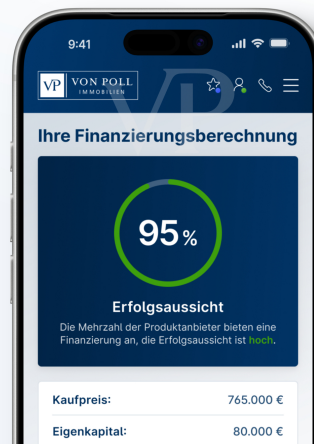 9:41
VP VON POLL
IMMOBILIEN
VP
Ihre Finanzierungsberechnung
95 %
Erfolgsaussicht
Die Mehrzahl der Produktanbieter bieten eine
Finanzierung an, die Erfolgsaussicht ist hoch.
Kaufpreis: 765.000 €
Eigenkapital: 80.000 €